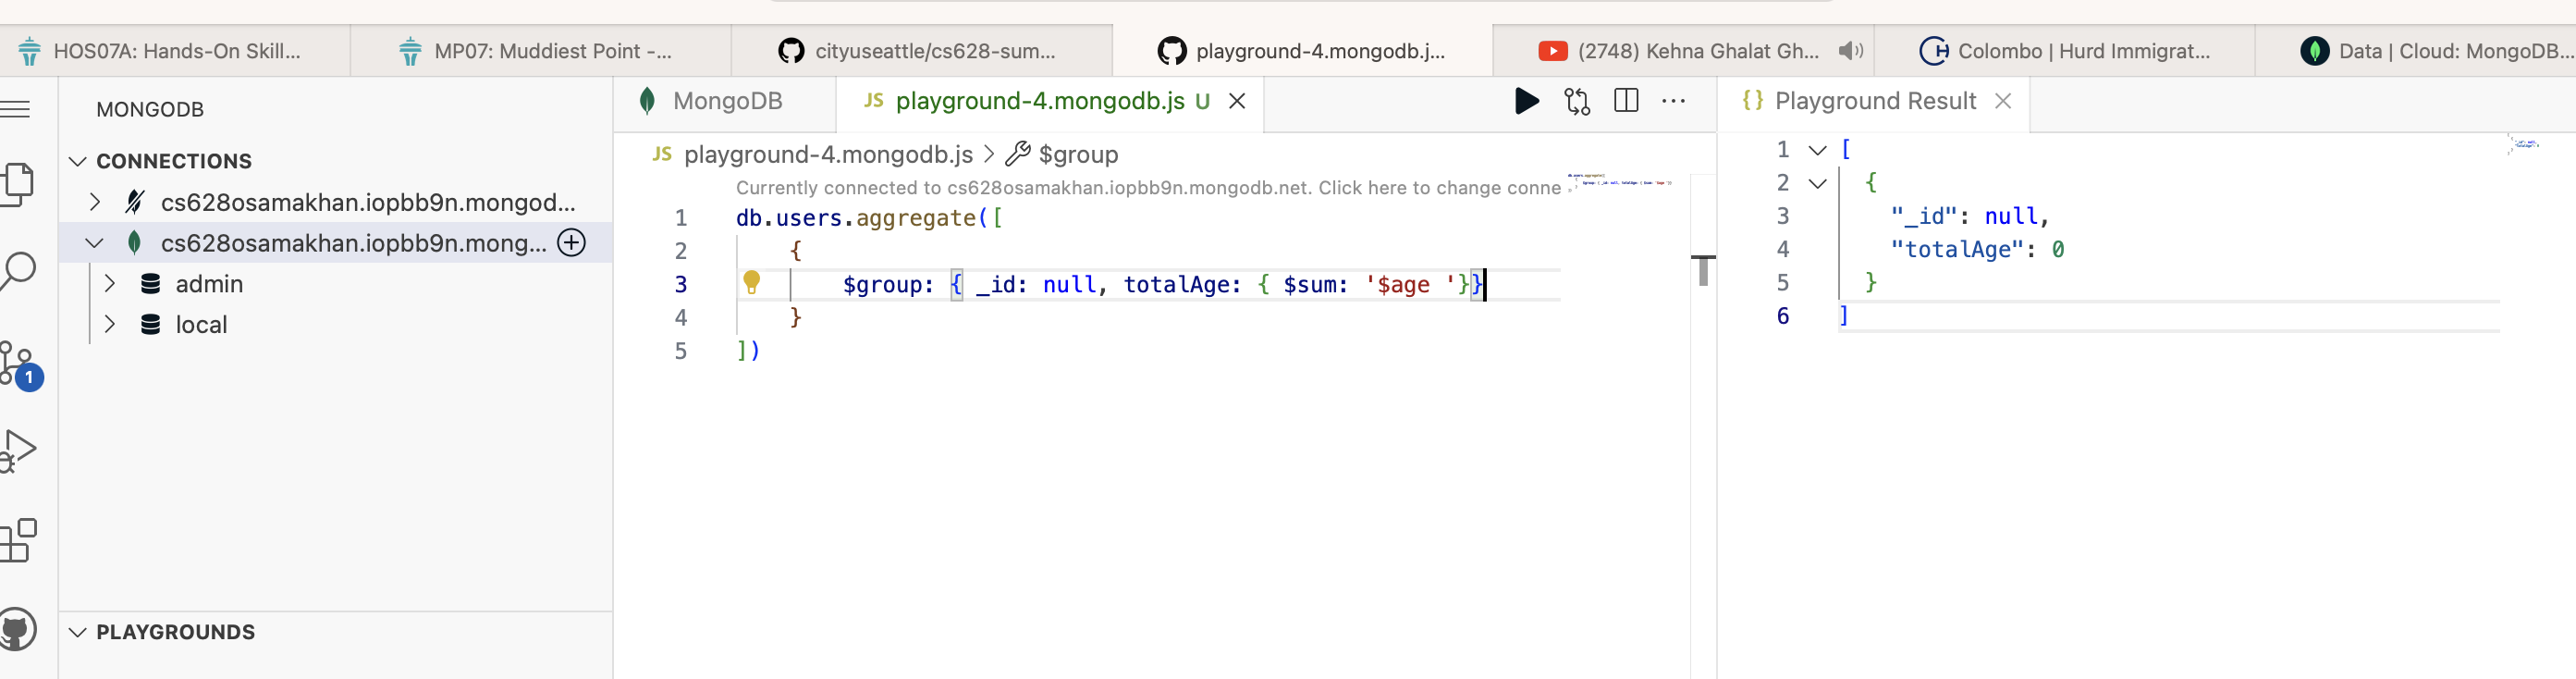 HOS07A: Hands-On Skill...
MP07: Muddiest Point -...
cityuseattle/cs628-sum...
playground-4.mongodb.j...
(2748) Kehna Ghalat Gh...
Colombo | Hurd Immigrat...
Data | Cloud: MongoDB...
MONGODB
CONNECTIONS
cs628osamakhan.iopbb9n.mongod...
cs628osamakhan.iopbb9n.mong...
admin
local
1
PLAYGROUNDS
MongoDB
JS playground-4.mongodb.js U
JS playground-4.mongodb.js > $group
Currently connected to cs628osamakhan.iopbb9n.mongodb.net. Click here to change conne
1 db.users.aggregate([
2 {
3 $group: { _id: null, totalAge: { $sum: '$age '}}
4 }
5 ])
{} Playground Result
1 [
2 {
3 "_id": null,
4 "totalAge": 0
5 }
6 ]